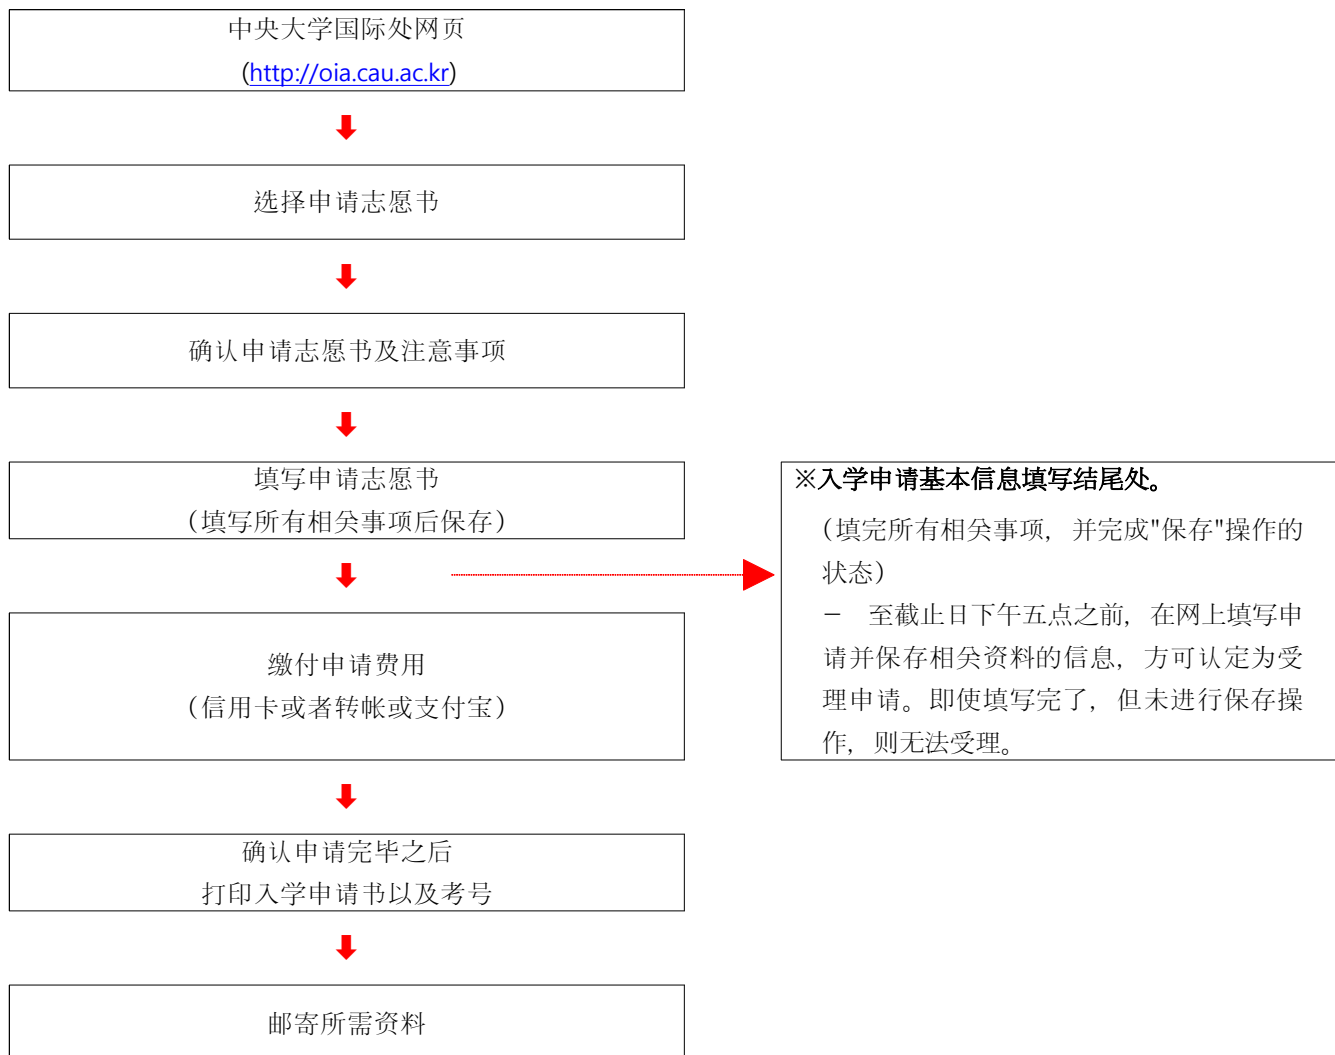 中央大学国际处网页
(http://oia.cau.ac.kr)
选择申请志愿书
确认申请志愿书及注意事项
填写申请志愿书
（填写所有相关事项后保存）
※入学申请基本信息填写结尾处。
（填完所有相关事项, 并完成"保存"操作的
状态）
－ 至截止日下午五点之前, 在网上填写申
请并保存相关资料的信息, 方可认定为受
理申请。即使填写完了, 但未进行保存操
作, 则无法受理。
缴付申请费用
（信用卡或者转帐或支付宝）
确认申请完毕之后
打印入学申请书以及考号
邮寄所需资料